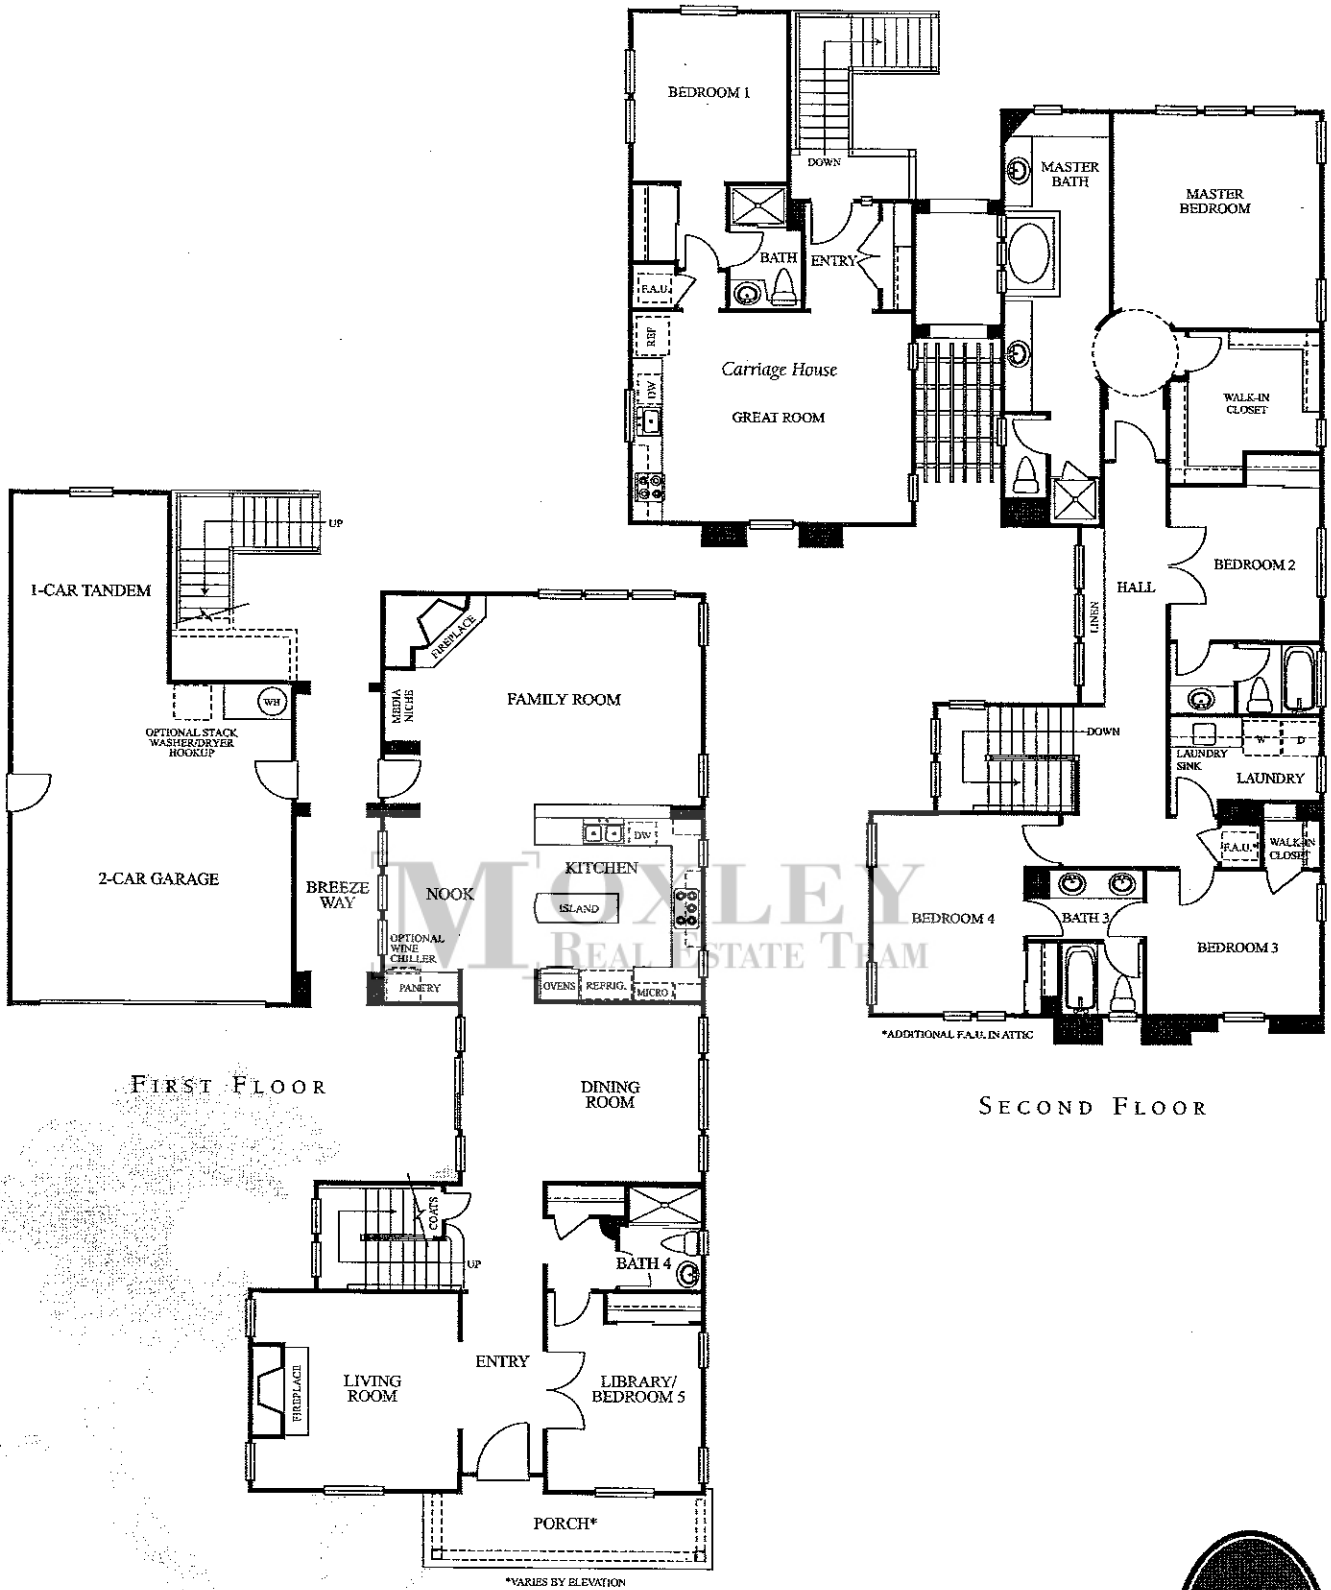 BEDROOM 1
DOWN
MASTER
BATH
MASTER
BEDROOM
BATH
ENTRY
F.A.U.
REF
DW
Carriage House
GREAT ROOM
WALK-IN
CLOSET
HALL
LINEN
BEDROOM 2
DOWN
LAUNDRY
SINK
W
D
LAUNDRY
F.A.U.*
WALK-IN
CLOSET
BEDROOM 4
BATH 3
BEDROOM 3
*ADDITIONAL F.A.U. IN ATTIC
SECOND FLOOR
UP
1-CAR TANDEM
WH
OPTIONAL STACK
WASHER/DRYER
HOOKUP
2-CAR GARAGE
BREEZE
WAY
FIREPLACE
MEDIA
NICHE
FAMILY ROOM
DW
KITCHEN
NOOK
ISLAND
OPTIONAL
WINE
CHILLER
PANTRY
OVENS
REFRIG.
MICRO
MOXLEY
REAL ESTATE TEAM
FIRST FLOOR
DINING
ROOM
COATS
UP
BATH 4
ENTRY
LIVING
ROOM
FIREPLACE
LIBRARY/
BEDROOM 5
PORCH*
*VARIES BY ELEVATION